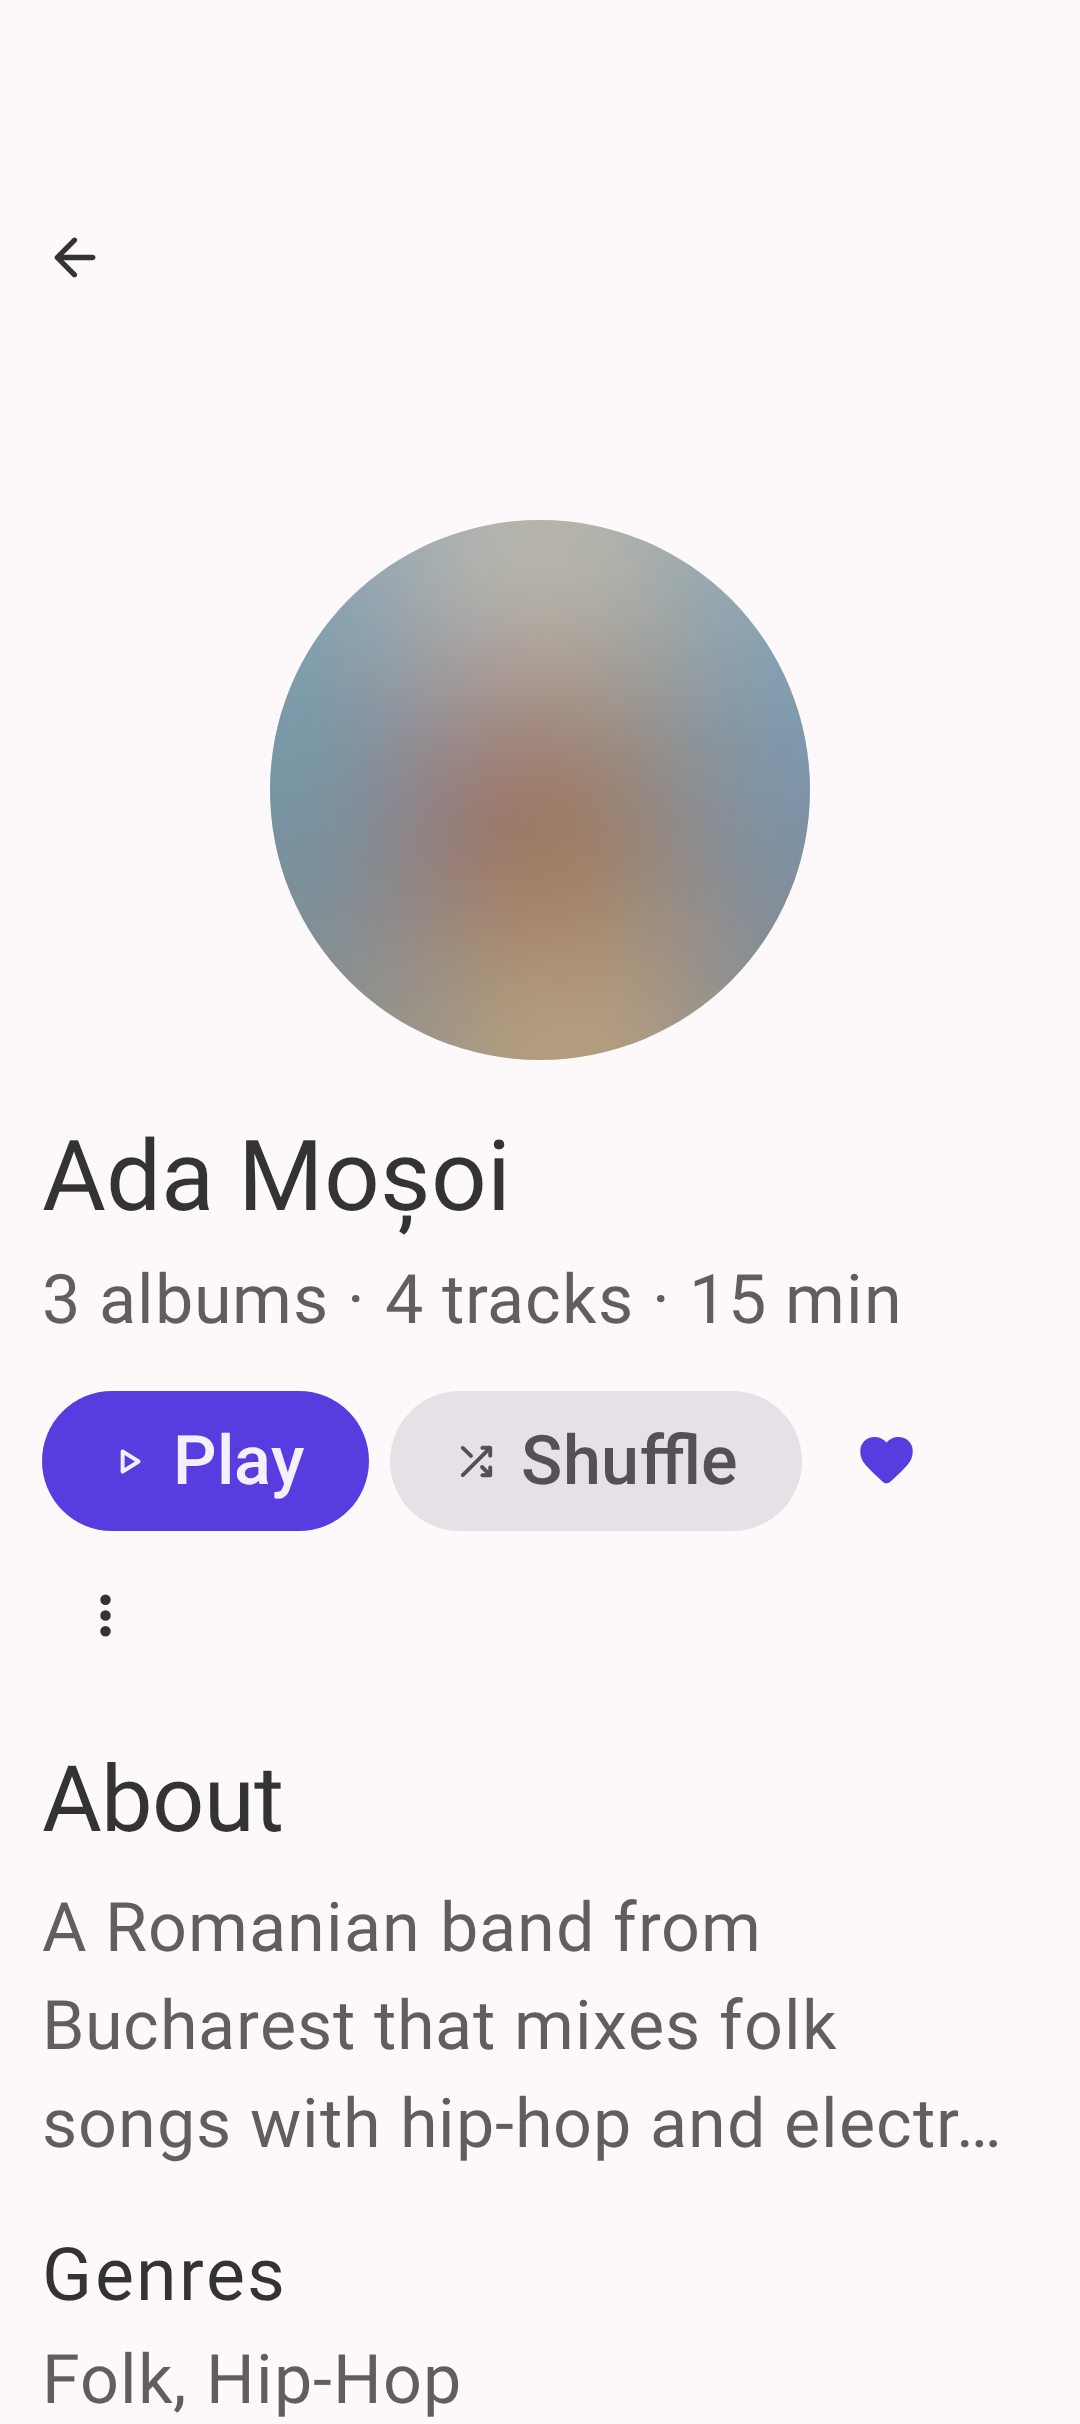 Ada Moșoi
3 albums · 4 tracks · 15 min
Play
Shuffle
About
A Romanian band from
Bucharest that mixes folk
songs with hip-hop and electr…
Genres
Folk, Hip-Hop